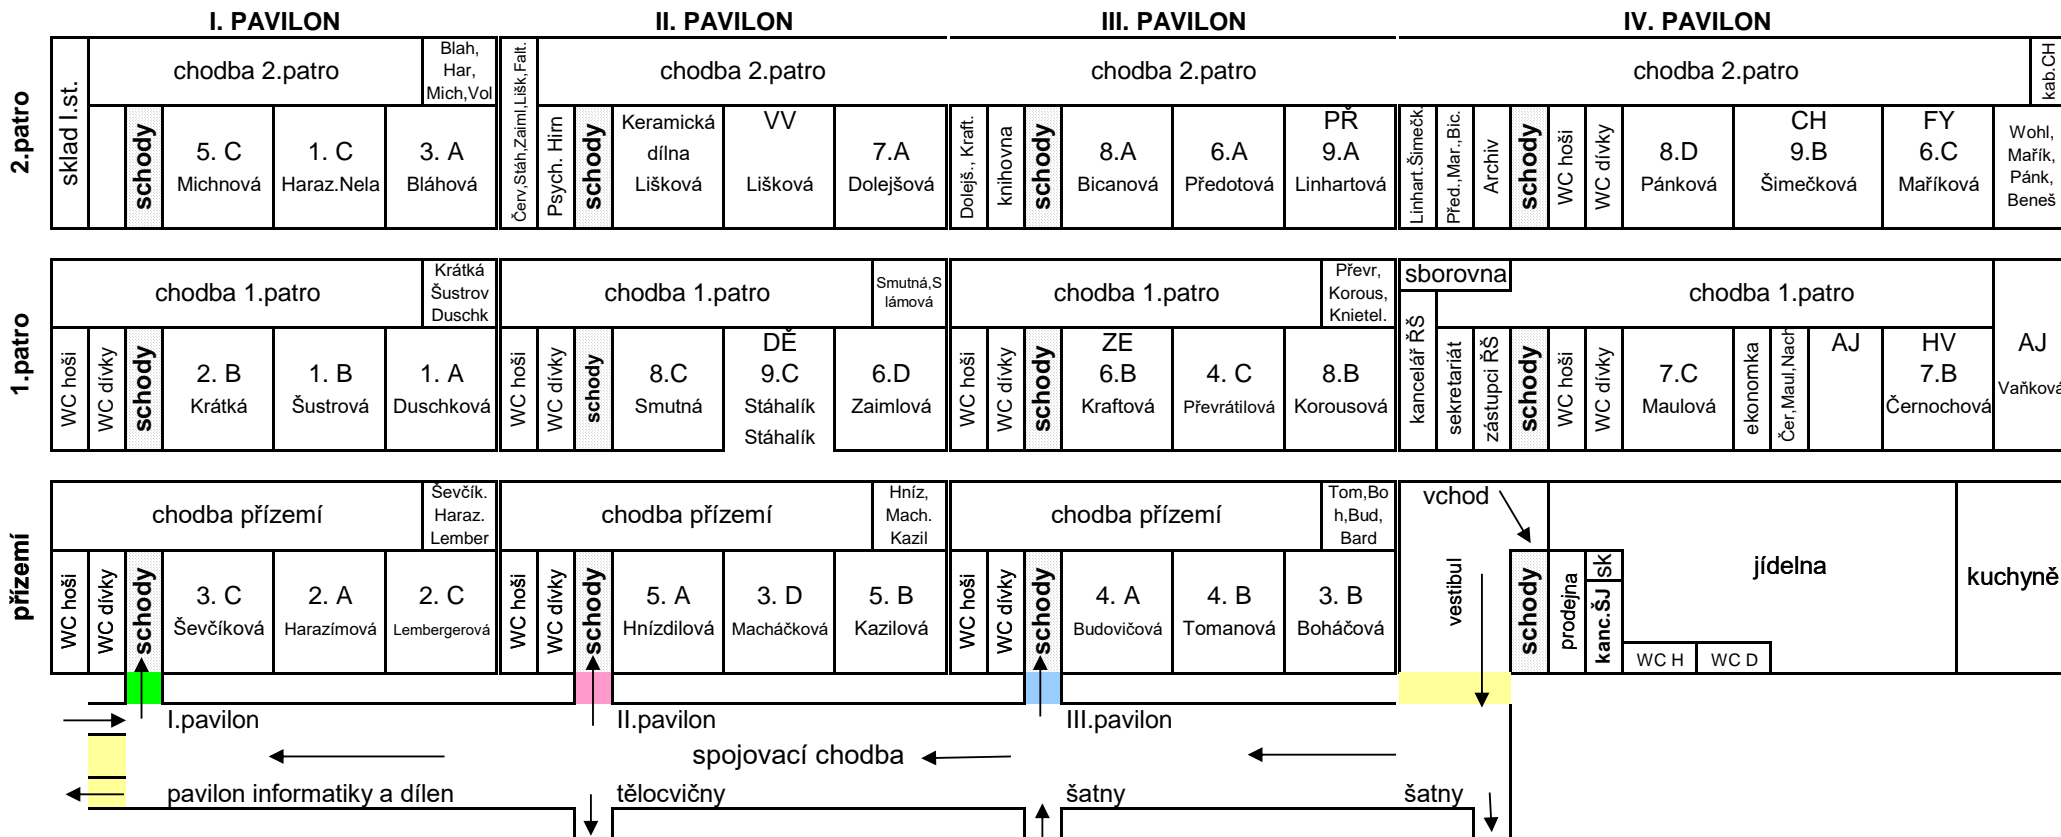 I. PAVILON
II. PAVILON
III. PAVILON
IV. PAVILON
2.patro
sklad I.st.
chodba 2.patro
Blah,
Har,
Mich,Vol
schody
5. C
Michnová
1. C
Haraz.Nela
3. A
Bláhová
Červ,Stáh,Zaiml,Lišk,Falt.
chodba 2.patro
Psych. Hirn
schody
Keramická
dílna
Lišková
VV
Lišková
7.A
Dolejšová
chodba 2.patro
Dolejš., Kraft.
knihovna
schody
8.A
Bicanová
6.A
Předotová
PŘ
9.A
Linhartová
chodba 2.patro
kab.CH
Linhart.Šimečk.
Před.,Mar.,Bic.
Archiv
schody
WC hoši
WC dívky
8.D
Pánková
CH
9.B
Šimečková
FY
6.C
Maříková
Wohl,
Mařík,
Pánk,
Beneš
1.patro
chodba 1.patro
Krátká
Šustrov
Duschk
WC hoši
WC dívky
schody
2. B
Krátká
1. B
Šustrová
1. A
Duschková
chodba 1.patro
Smutná,S
lámová
WC hoši
WC dívky
schody
8.C
Smutná
DĚ
9.C
Stáhalík
Stáhalík
6.D
Zaimlová
chodba 1.patro
Převr,
Korous,
Knietel.
WC hoši
WC dívky
schody
ZE
6.B
Kraftová
4. C
Převrátilová
8.B
Korousová
sborovna
chodba 1.patro
kancelář ŘŠ
sekretariát
zástupci ŘŠ
schody
WC hoši
WC dívky
7.C
Maulová
ekonomka
Čer,Maul,Nach
AJ
HV
7.B
Černochová
AJ
Vaňková
přízemí
chodba přízemí
Ševčík.
Haraz.
Lember
WC hoši
WC dívky
schody
3. C
Ševčíková
2. A
Harazímová
2. C
Lembergerová
chodba přízemí
Hníz,
Mach.
Kazil
WC hoši
WC dívky
schody
5. A
Hnízdilová
3. D
Macháčková
5. B
Kazilová
chodba přízemí
Tom,Bo
h,Bud,
Bard
WC hoši
WC dívky
schody
4. A
Budovičová
4. B
Tomanová
3. B
Boháčová
vchod
vestibul
schody
prodejna
sk
kanc.ŠJ
WC H
WC D
jídelna
kuchyně
I.pavilon
II.pavilon
III.pavilon
spojovací chodba
pavilon informatiky a dílen
tělocvičny
šatny
šatny